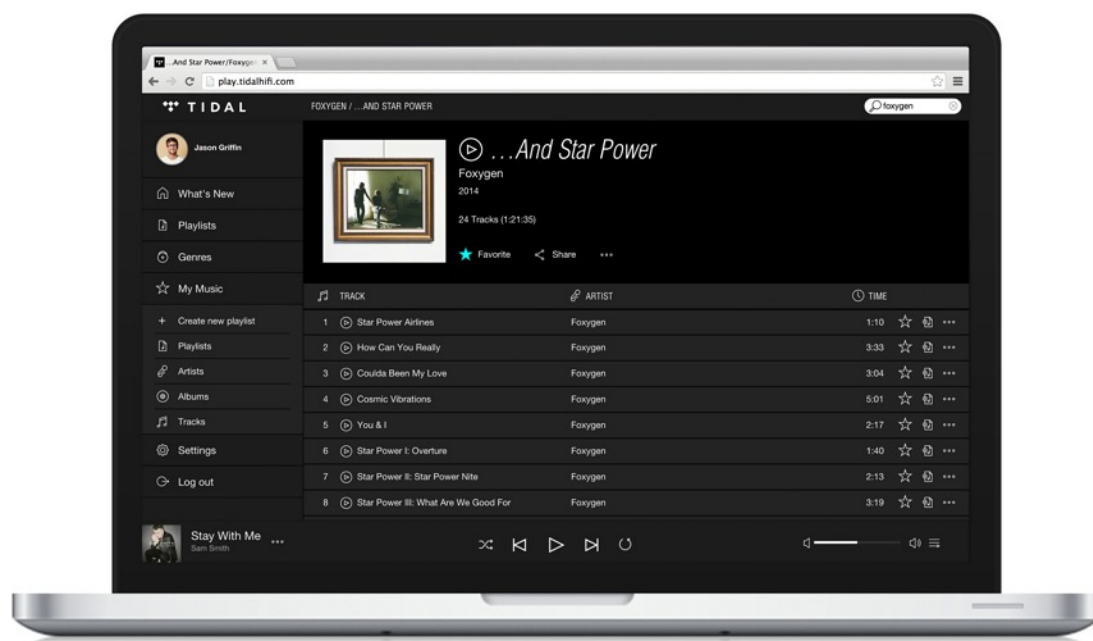 ...And Star Power/Foxygen
play.tidalhifi.com
TIDAL
FOXYGEN / ...AND STAR POWER
foxygen
Jason Griffin
What's New
Playlists
Genres
My Music
Create new playlist
Playlists
Artists
Albums
Tracks
Settings
Log out
...And Star Power
Foxygen
2014
24 Tracks (1:21:35)
Favorite Share
TRACK ARTIST TIME
1 Star Power Airlines Foxygen 1:10
2 How Can You Really Foxygen 3:33
3 Coulda Been My Love Foxygen 3:04
4 Cosmic Vibrations Foxygen 5:01
5 You & I Foxygen 2:17
6 Star Power I: Overture Foxygen 1:40
7 Star Power II: Star Power Nite Foxygen 2:13
8 Star Power III: What Are We Good For Foxygen 3:19
Stay With Me
Sam Smith